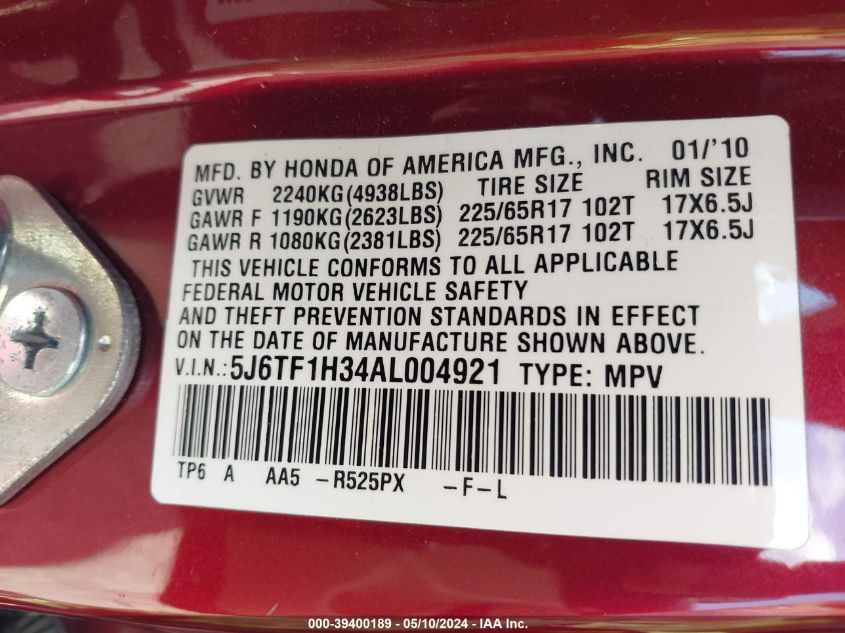 MFD. BY HONDA OF AMERICA MFG., INC. 01/'10
GVWR 2240KG(4938LBS) TIRE SIZE RIM SIZE
GAWR F 1190KG(2623LBS) 225/65R17 102T 17X6.5J
GAWR R 1080KG(2381LBS) 225/65R17 102T 17X6.5J
THIS VEHICLE CONFORMS TO ALL APPLICABLE
FEDERAL MOTOR VEHICLE SAFETY
AND THEFT PREVENTION STANDARDS IN EFFECT
ON THE DATE OF MANUFACTURE SHOWN ABOVE.
V.I.N.:5J6TF1H34AL004921 TYPE: MPV
TP6 A AA5 -R525PX -F-L
000-39400189 - 05/10/2024 - IAA Inc.